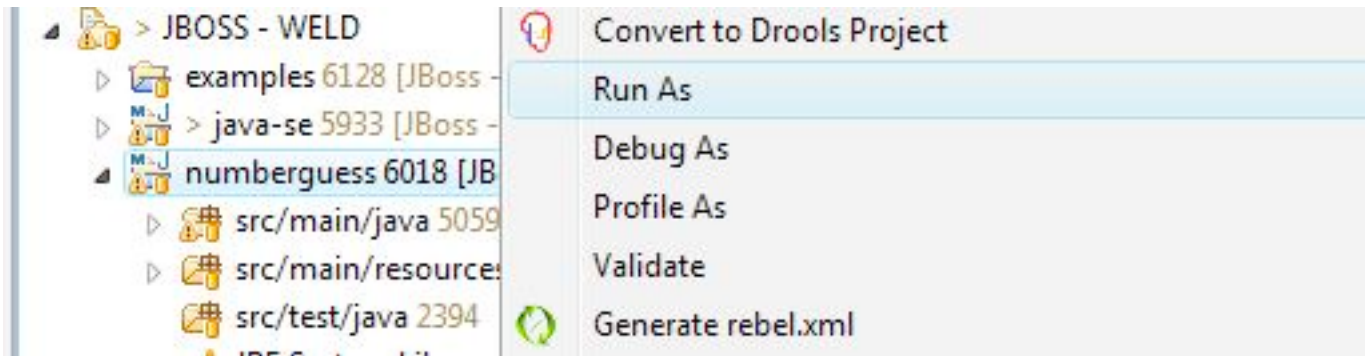 > JBOSS - WELD
examples 6128 [JBoss -
> java-se 5933 [JBoss -
numberguess 6018 [JB
src/main/java 5059
src/main/resources
src/test/java 2394
Convert to Drools Project
Run As
Debug As
Profile As
Validate
Generate rebel.xml